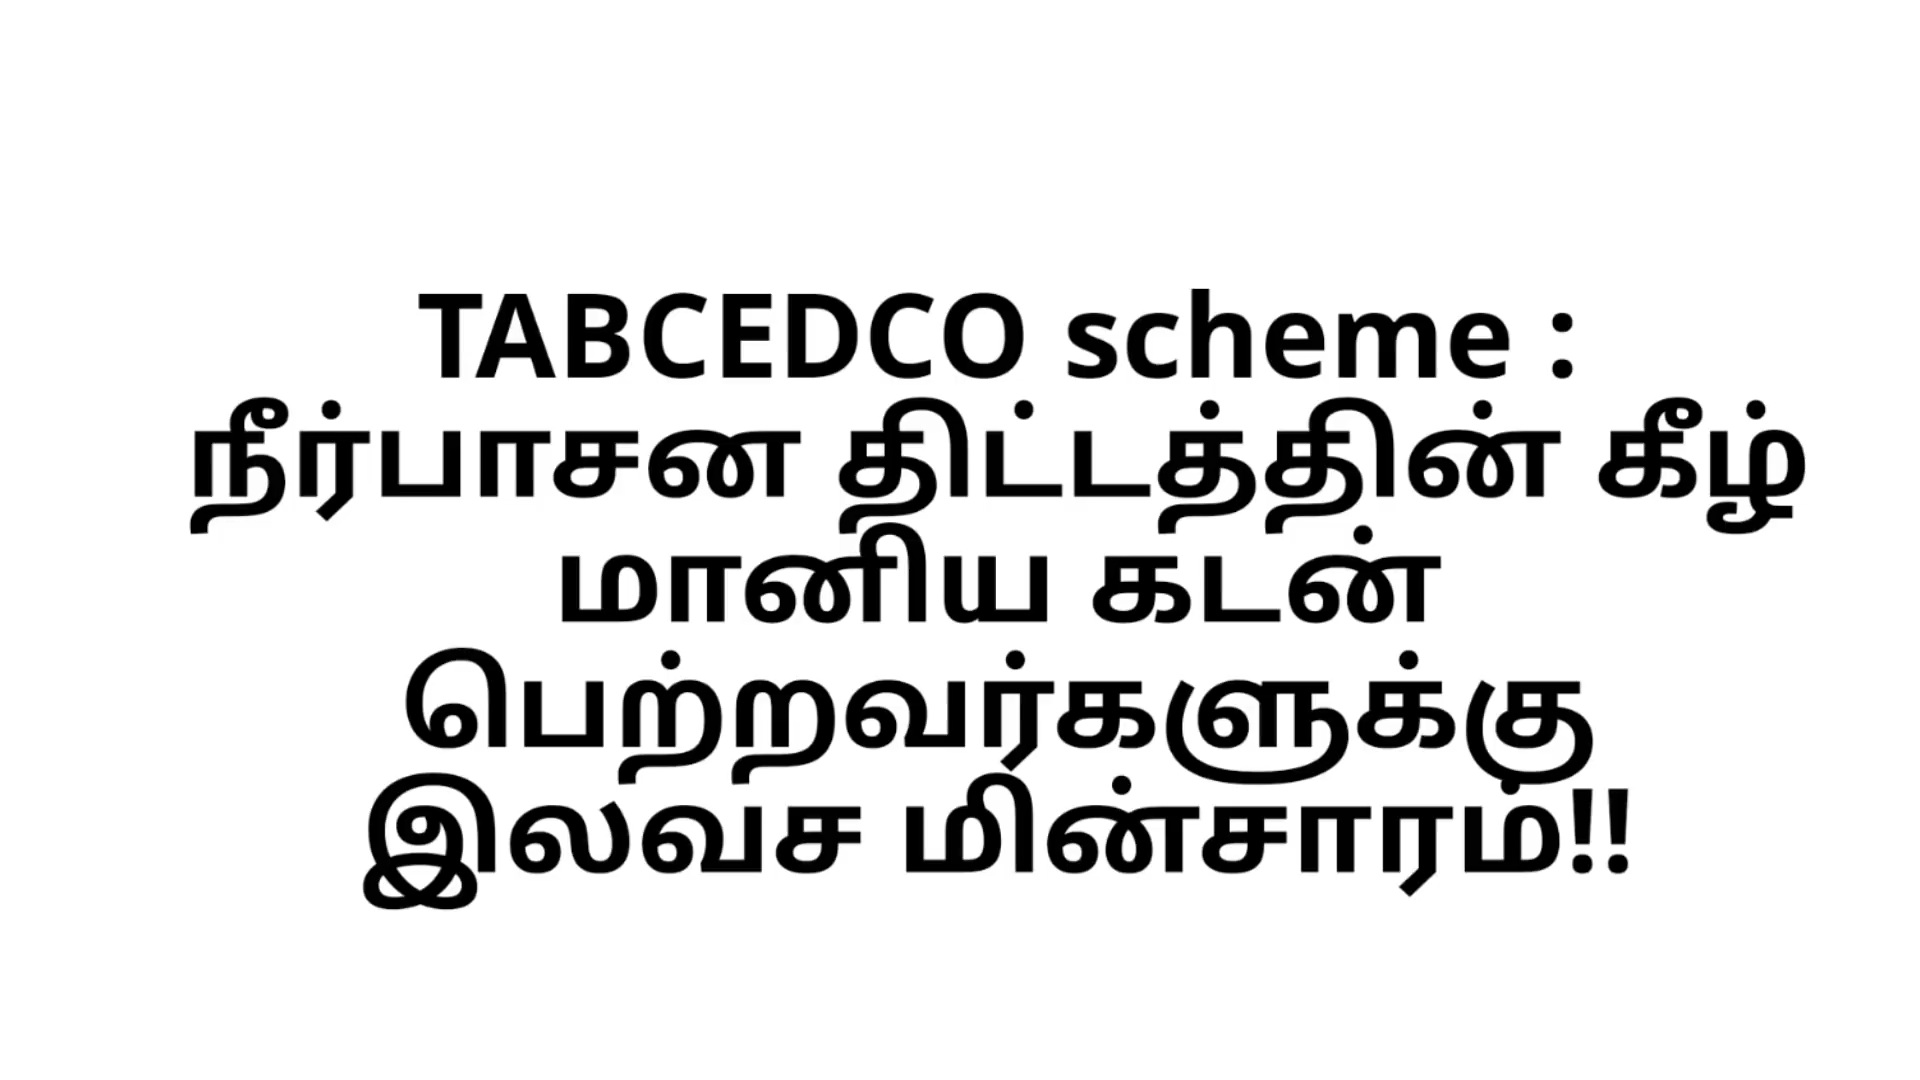 TABCEDCO scheme :
நீர்பாசன திட்டத்தின் கீழ்
மானிய கடன்
பெற்றவர்களுக்கு
இலவச மின்சாரம்!!